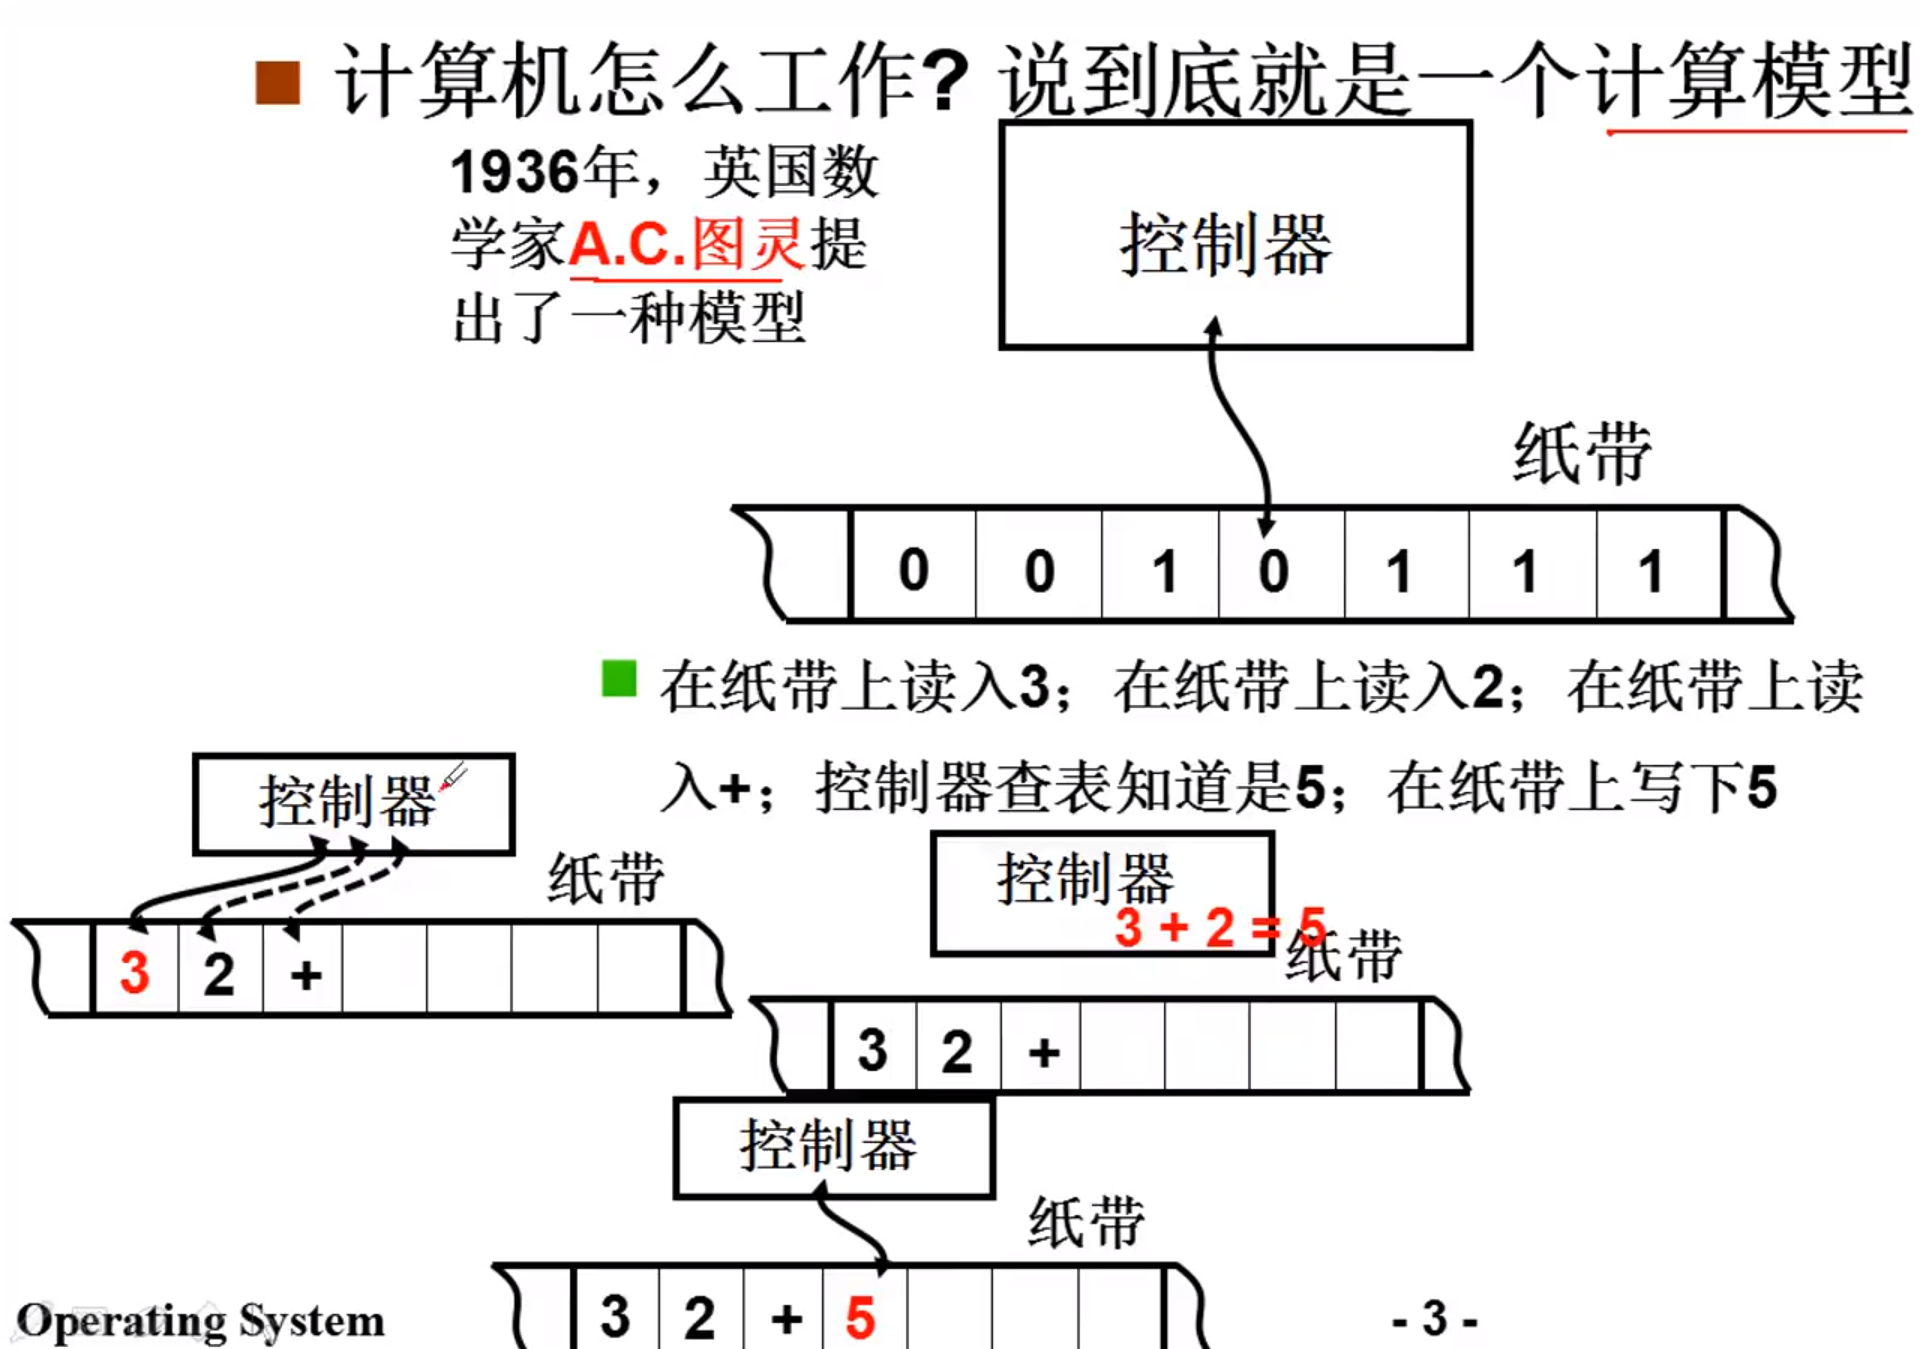 计算机怎么工作? 说到底就是一个计算模型
1936年，英国数
学家A.C.图灵提
出了一种模型
控制器
纸带
0 0 1 0 1 1 1
在纸带上读入3；在纸带上读入2；在纸带上读
入+；控制器查表知道是5；在纸带上写下5
控制器
纸带
3 2 +
控制器
3 + 2 = 5
纸带
3 2 +
控制器
纸带
3 2 + 5
Operating System
- 3 -